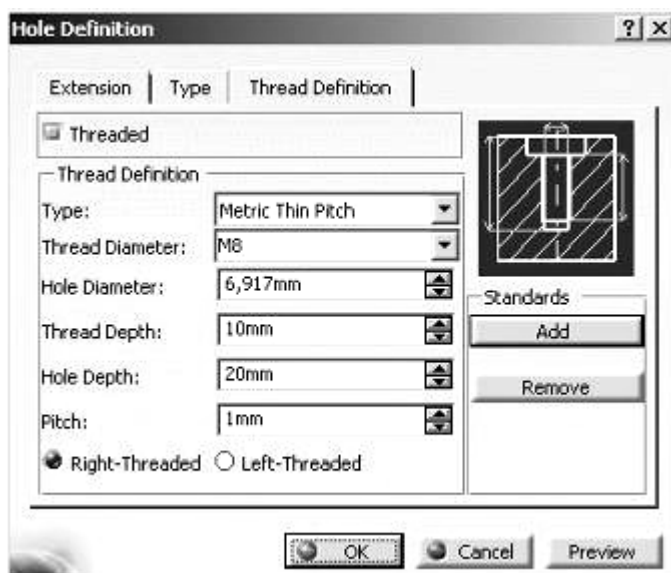 Hole Definition ? X
Extension Type Thread Definition
Threaded
Thread Definition
Type: Metric Thin Pitch
Thread Diameter: M8
Hole Diameter: 6,917mm
Thread Depth: 10mm
Hole Depth: 20mm
Pitch: 1mm
Right-Threaded Left-Threaded
Standards
Add
Remove
OK Cancel Preview